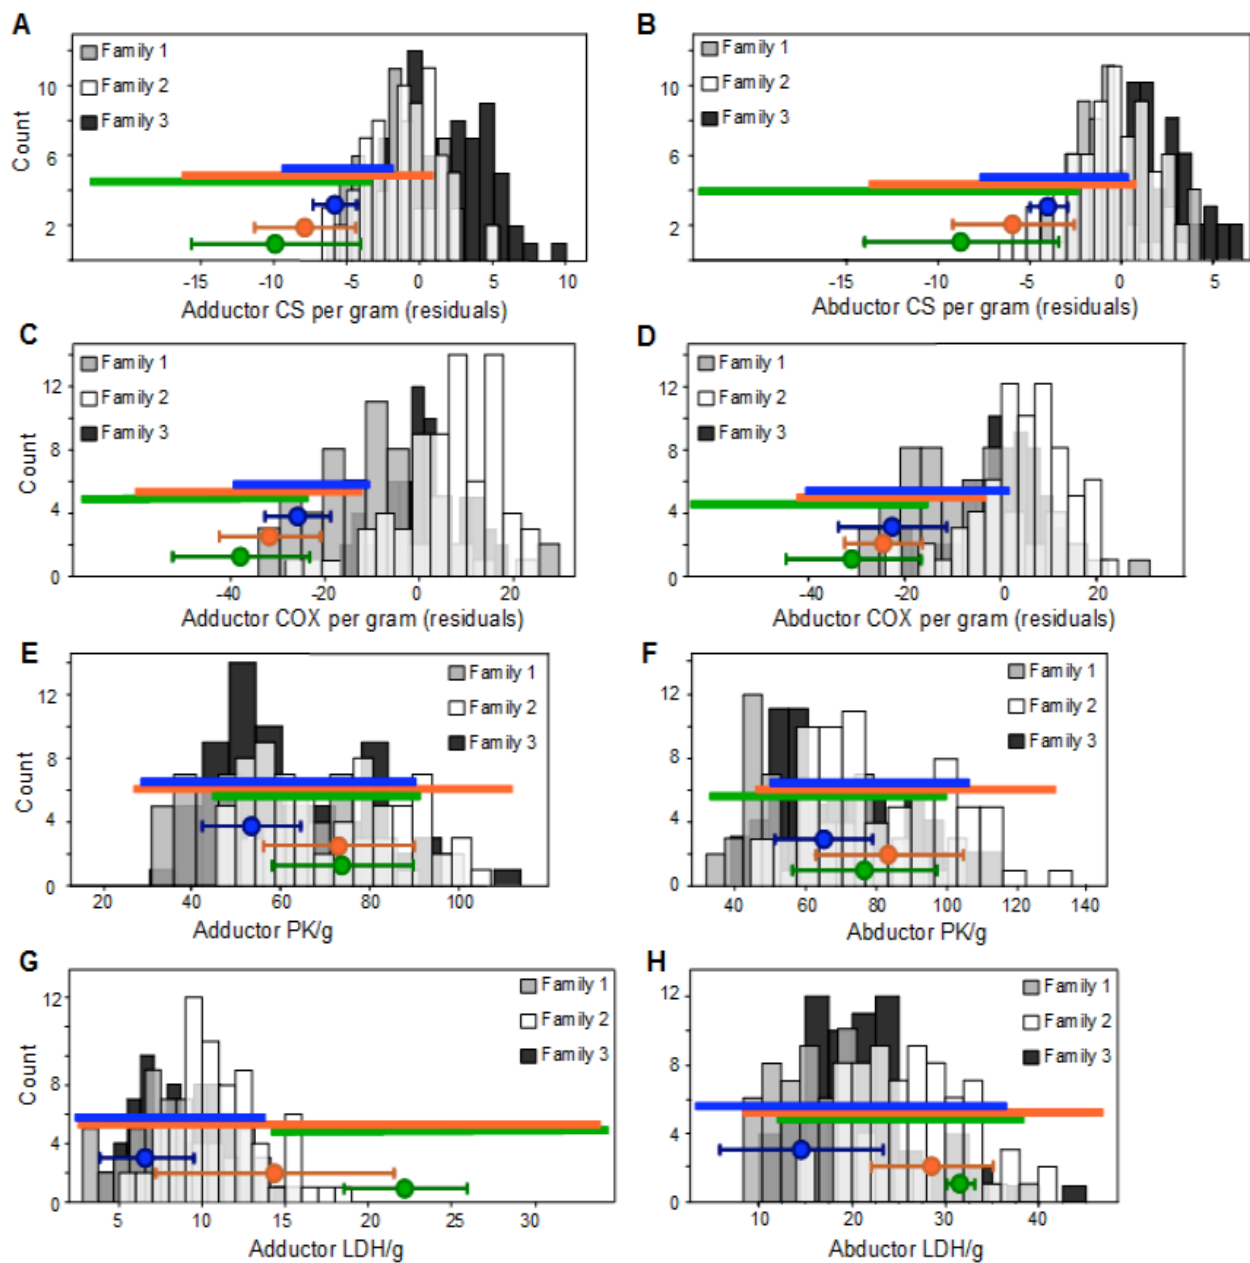 A
Family 1
Family 2
Family 3
Count
10
6
2
-15 -10 -5 0 5 10
Adductor CS per gram (residuals)
B
Family 1
Family 2
Family 3
10
6
2
-15 -10 -5 0 5
Abductor CS per gram (residuals)
C
Family 1
Family 2
Family 3
Count
12
8
4
0
-40 -20 0 20
Adductor COX per gram (residuals)
D
Family 1
Family 2
Family 3
12
8
4
0
-40 -20 0 20
Abductor COX per gram (residuals)
E
Family 1
Family 2
Family 3
Count
12
8
4
0
20 40 60 80 100
Adductor PK/g
F
Family 1
Family 2
Family 3
12
8
4
0
40 60 80 100 120 140
Abductor PK/g
G
Family 1
Family 2
Family 3
Count
12
8
4
0
5 10 15 20 25 30
Adductor LDH/g
H
Family 1
Family 2
Family 3
12
8
4
0
10 20 30 40
Abductor LDH/g